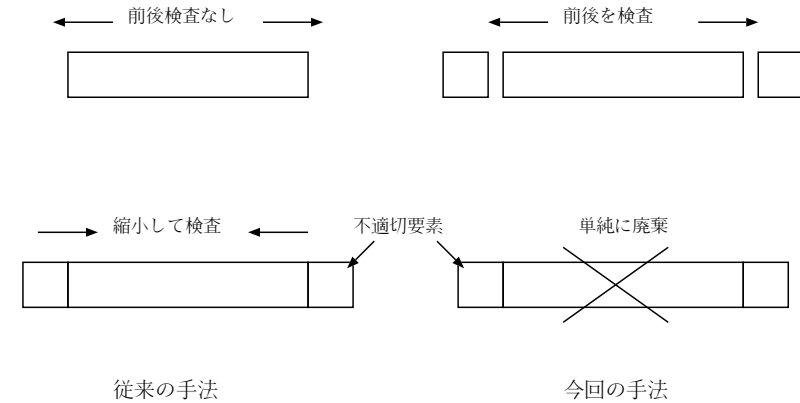 前後検査なし
前後を検査
縮小して検査
不適切要素
単純に廃棄
従来の手法
今回の手法